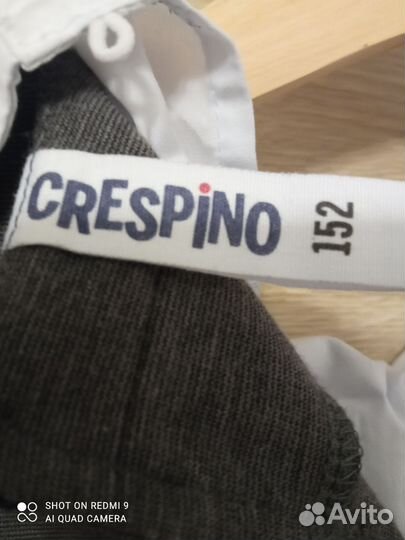 CRESPiNO
152
SHOT ON REDMI 9
AI QUAD CAMERA
Avito